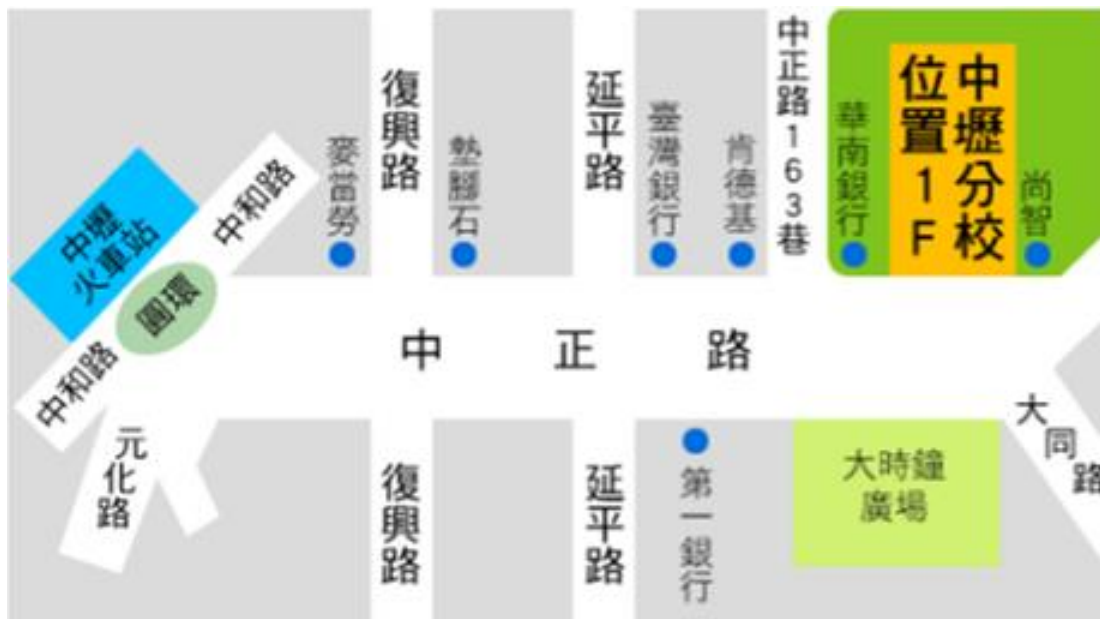 復興路
延平路
中正路163巷
中壢分校
位置1F
麥當勞
墊腳石
臺灣銀行
肯德基
華南銀行
尚智
中壢
火車站
中和路
圓環
中和路
中正路
元化路
復興路
延平路
第一銀行
大時鐘
廣場
大同路